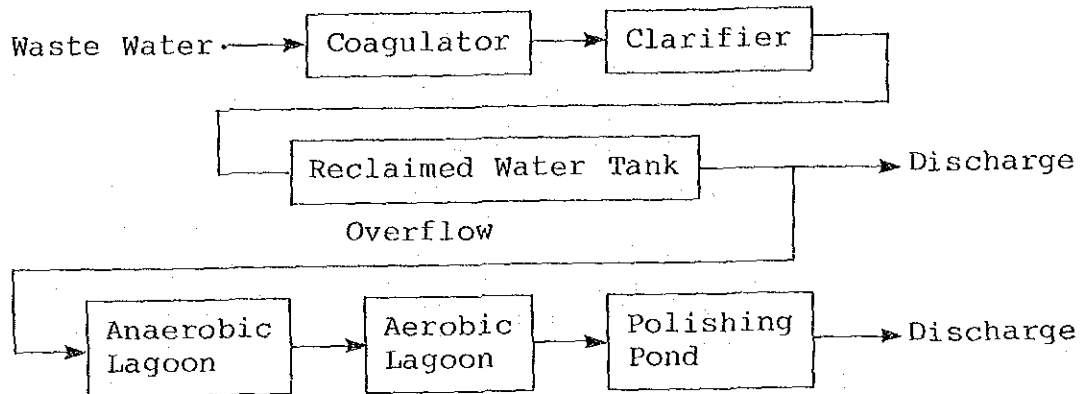 Waste Water
Coagulator
Clarifier
Reclaimed Water Tank
Discharge
Overflow
Anaerobic
Lagoon
Aerobic
Lagoon
Polishing
Pond
Discharge